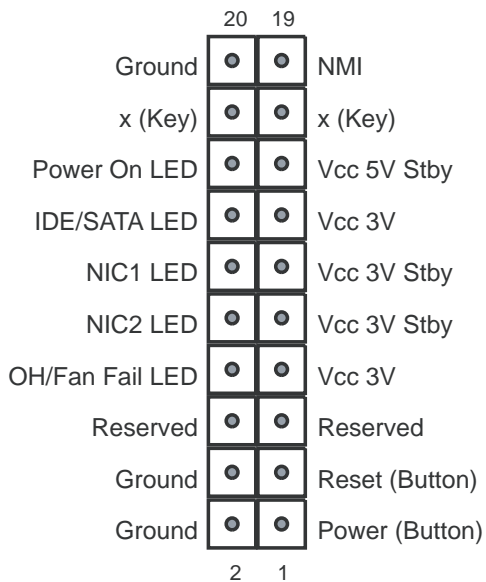 20 19
Ground NMI
x (Key) x (Key)
Power On LED Vcc 5V Stby
IDE/SATA LED Vcc 3V
NIC1 LED Vcc 3V Stby
NIC2 LED Vcc 3V Stby
OH/Fan Fail LED Vcc 3V
Reserved Reserved
Ground Reset (Button)
Ground Power (Button)
2 1